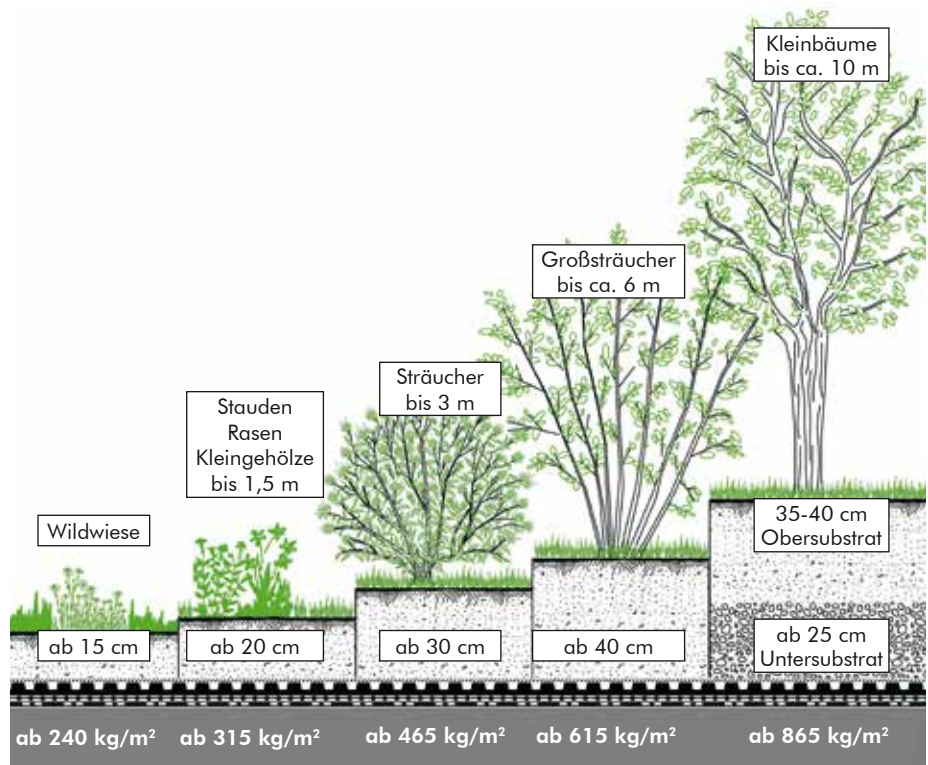 Kleinbäume
bis ca. 10 m
Großsträucher
bis ca. 6 m
Sträucher
bis 3 m
Stauden
Rasen
Kleingehölze
bis 1,5 m
Wildwiese
35-40 cm
Obersubstrat
ab 15 cm
ab 20 cm
ab 30 cm
ab 40 cm
ab 25 cm
Untersubstrat
ab 240 kg/m²
ab 315 kg/m²
ab 465 kg/m²
ab 615 kg/m²
ab 865 kg/m²